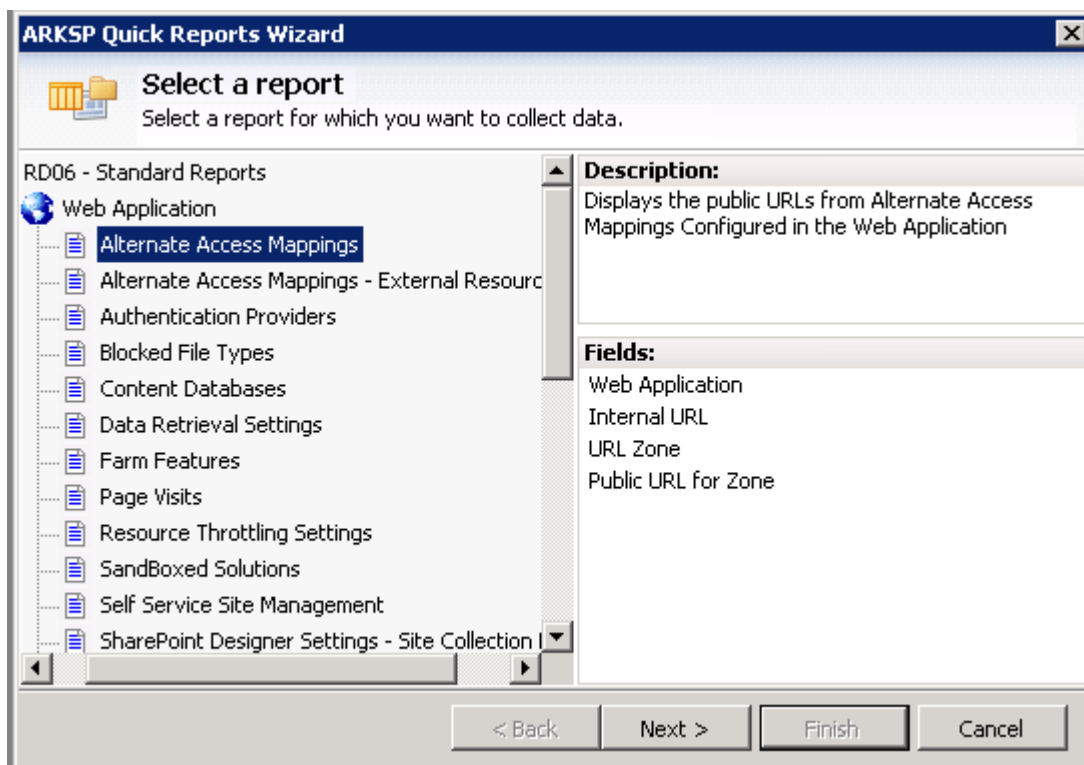 ARKSP Quick Reports Wizard
Select a report
Select a report for which you want to collect data.
RD06 - Standard Reports
Web Application
Alternate Access Mappings
Alternate Access Mappings - External Resourc
Authentication Providers
Blocked File Types
Content Databases
Data Retrieval Settings
Farm Features
Page Visits
Resource Throttling Settings
SandBoxed Solutions
Self Service Site Management
SharePoint Designer Settings - Site Collection
Description:
Displays the public URLs from Alternate Access
Mappings Configured in the Web Application
Fields:
Web Application
Internal URL
URL Zone
Public URL for Zone
< Back
Next >
Finish
Cancel